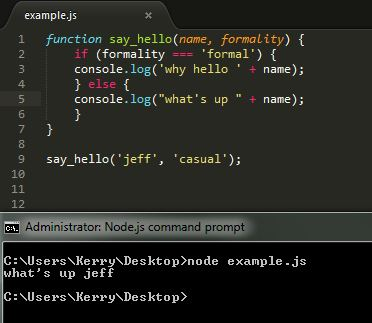 example.js ×
1 function say_hello(name, formality) {
2 if (formality === 'formal') {
3 console.log('why hello ' + name);
4 } else {
5 console.log("what's up " + name);
6 }
7 }
8
9 say_hello('jeff', 'casual');
10
11
12
C:\. Administrator: Node.js command prompt
C:\Users\Kerry\Desktop>node example.js
what's up jeff
C:\Users\Kerry\Desktop>